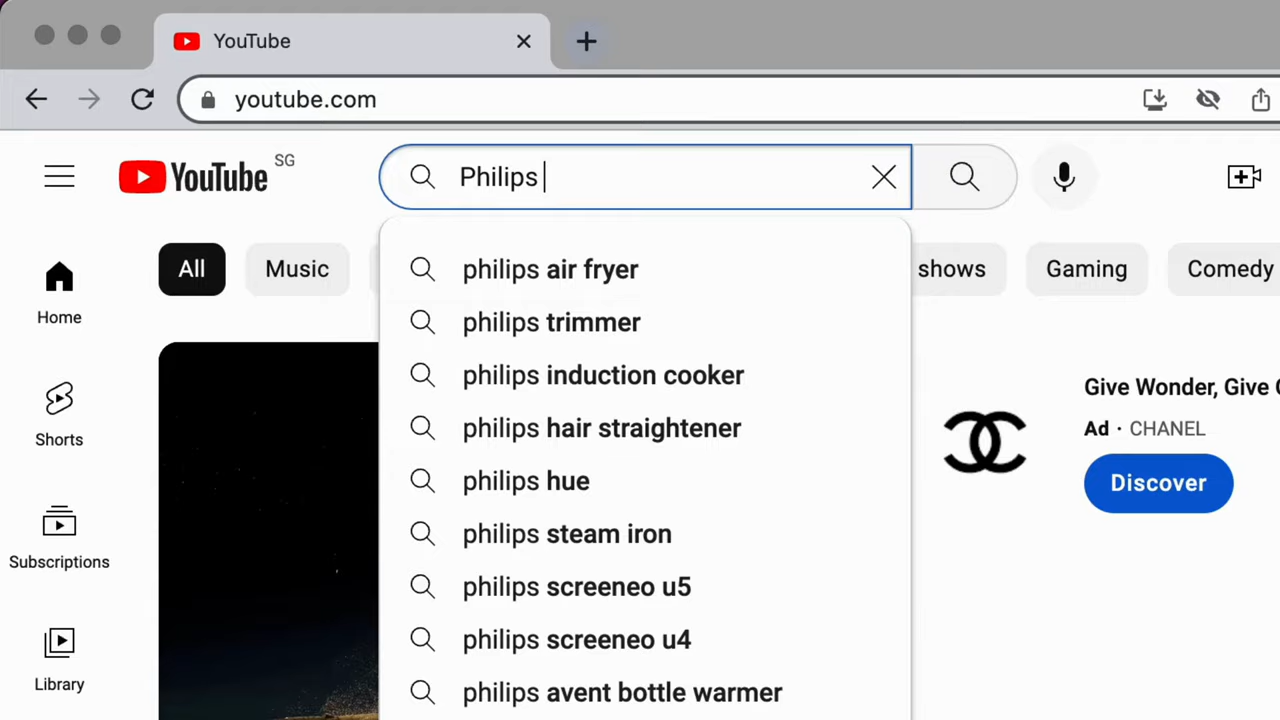 YouTube
youtube.com
YouTube SG
Philips
All
Music
shows
Gaming
Comedy
Home
Shorts
Subscriptions
Library
philips air fryer
philips trimmer
philips induction cooker
philips hair straightener
philips hue
philips steam iron
philips screeneo u5
philips screeneo u4
philips avent bottle warmer
Give Wonder, Give
Ad · CHANEL
Discover